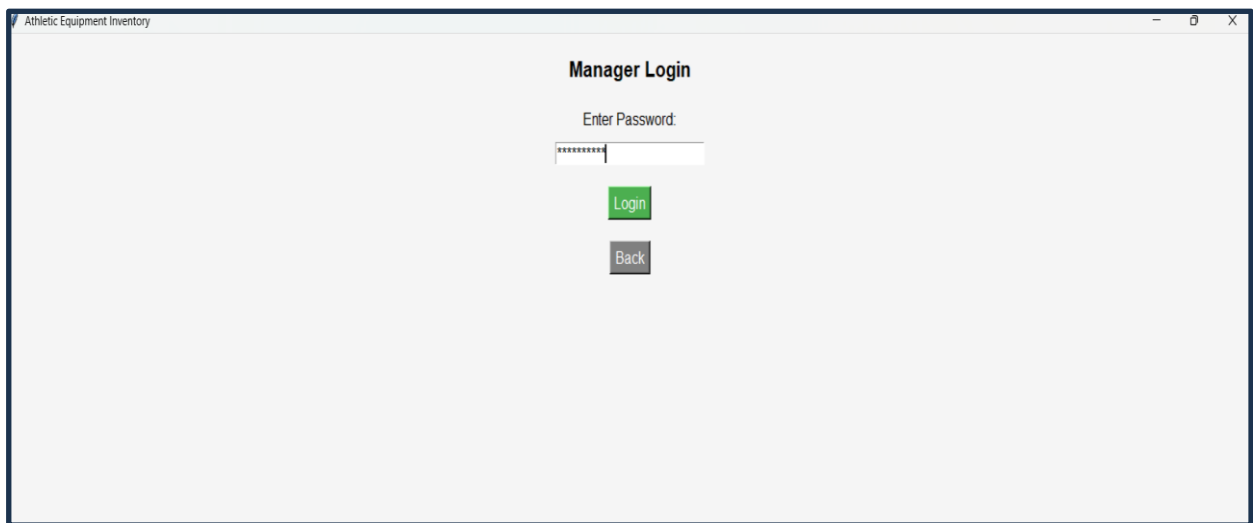 Athletic Equipment Inventory
Manager Login
Enter Password:
**********
Login
Back